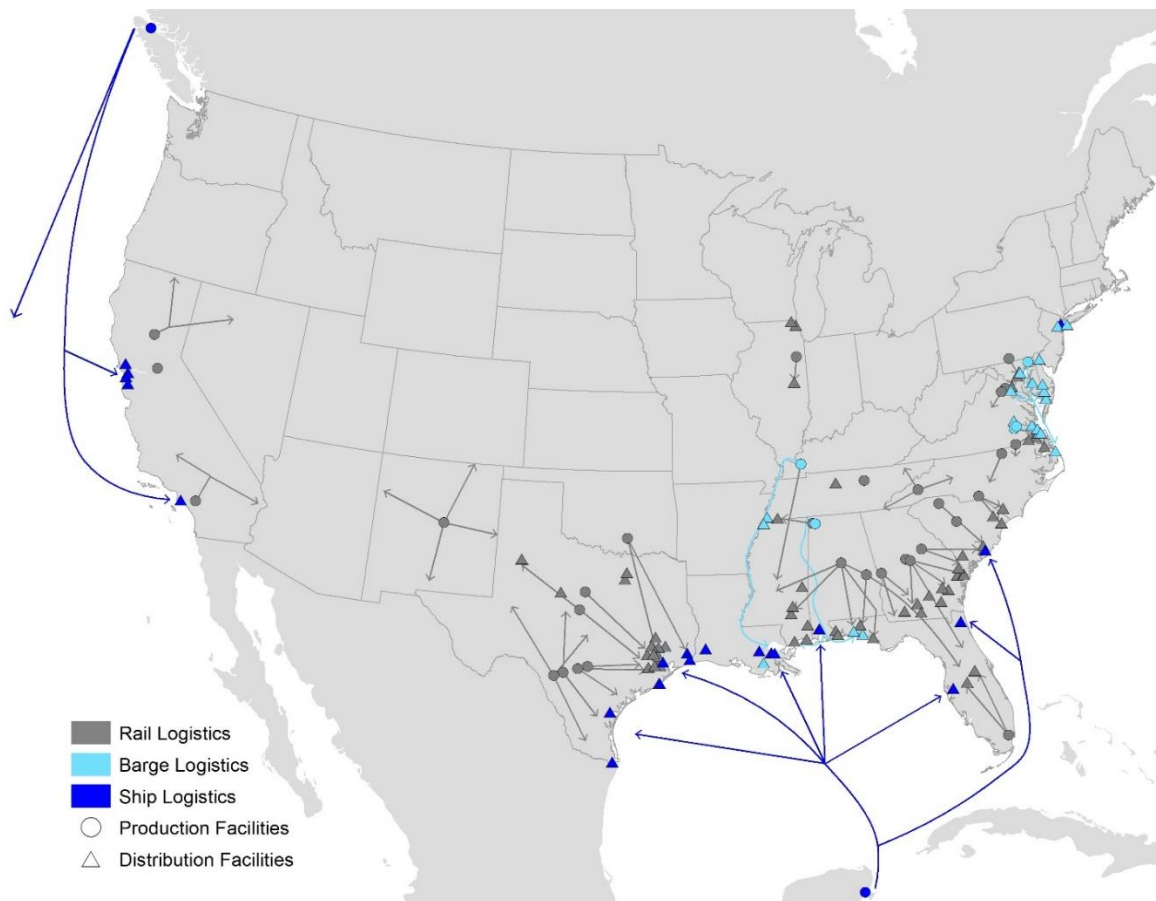 Rail Logistics
Barge Logistics
Ship Logistics
Production Facilities
Distribution Facilities